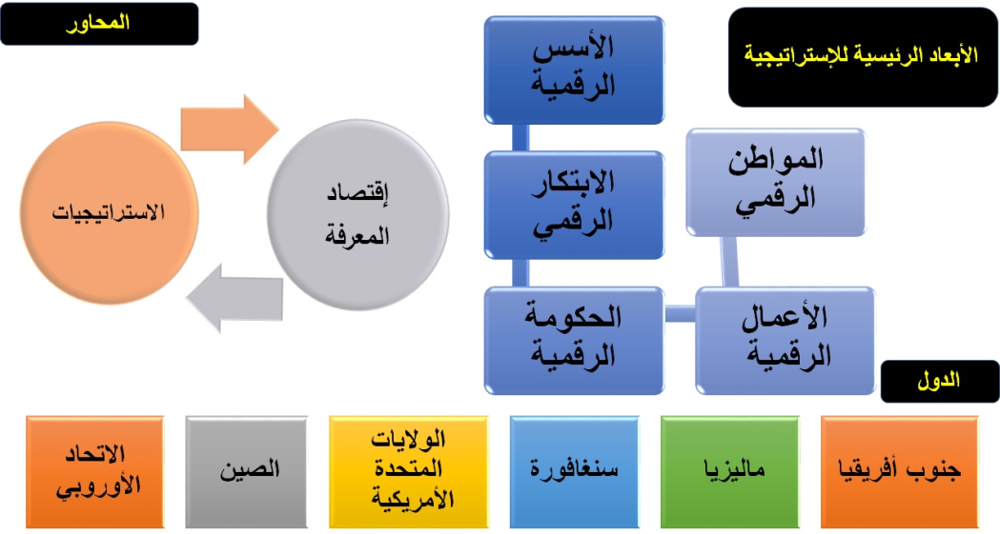 الأبعاد الرئيسية للإستراتيجية
الأسس
الرقمية
الابتكار
الرقمي
الحكومة
الرقمية
الأعمال
الرقمية
المواطن
الرقمي
المحاور
إقتصاد
المعرفة
الاستراتيجيات
الدول
جنوب أفريقيا
ماليزيا
سنغافورة
الولايات
المتحدة
الأمريكية
الصين
الاتحاد
الأوروبي